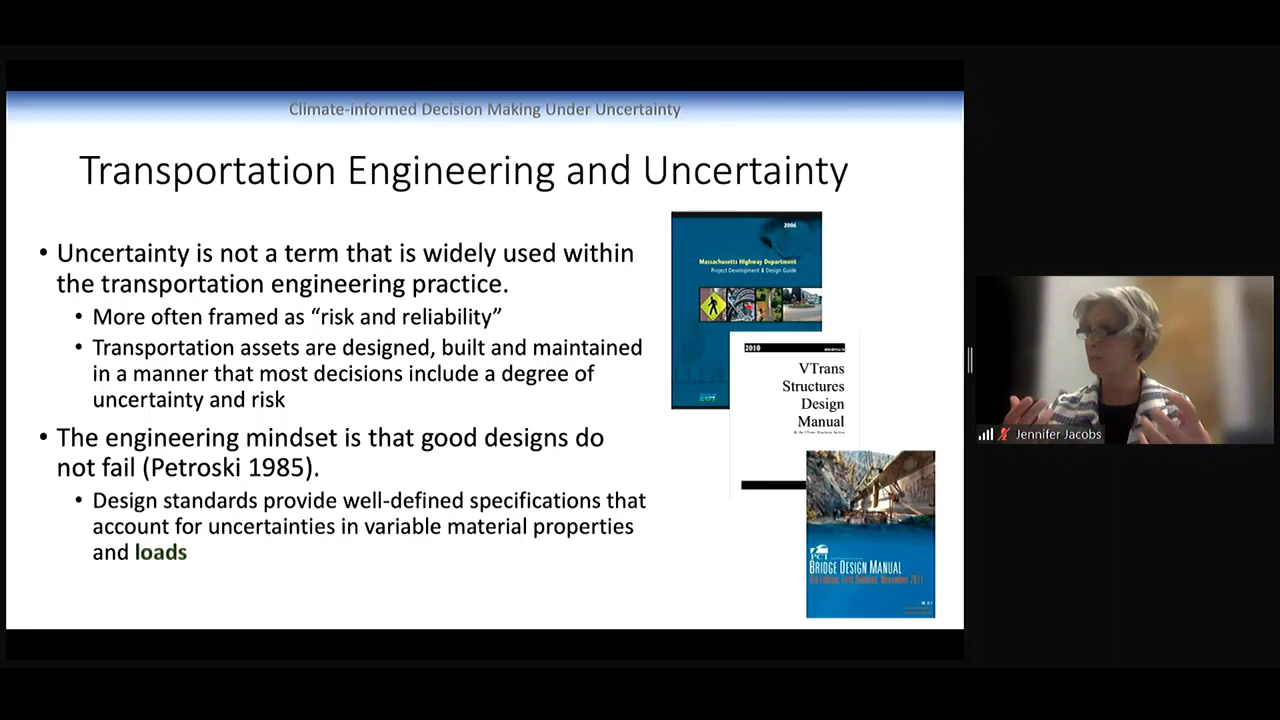 Climate-informed Decision Making Under Uncertainty
Transportation Engineering and Uncertainty
• Uncertainty is not a term that is widely used within
the transportation engineering practice.
• More often framed as “risk and reliability”
• Transportation assets are designed, built and maintained
in a manner that most decisions include a degree of
uncertainty and risk
• The engineering mindset is that good designs do
not fail (Petroski 1985).
• Design standards provide well-defined specifications that
account for uncertainties in variable material properties
and loads
2006
Massachusetts Highway Department
Project Development & Design Guide
2010
VTrans
Structures
Design
Manual
PCI
BRIDGE DESIGN MANUAL
Jennifer Jacobs